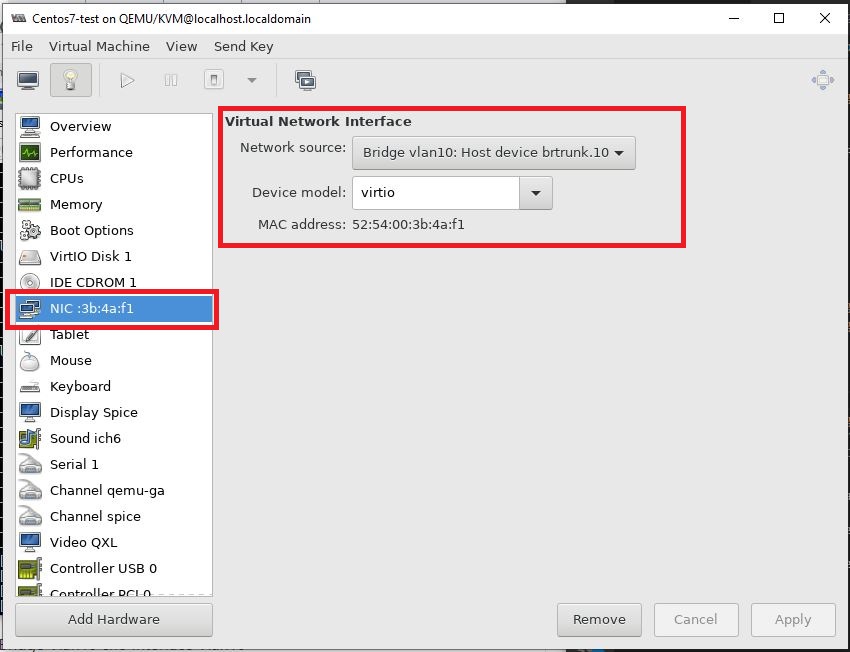 Centos7-test on QEMU/KVM@localhost.localdomain
File Virtual Machine View Send Key
Overview
Performance
CPUs
Memory
Boot Options
VirtIO Disk 1
IDE CDROM 1
NIC :3b:4a:f1
Tablet
Mouse
Keyboard
Display Spice
Sound ich6
Serial 1
Channel qemu-ga
Channel spice
Video QXL
Controller USB 0
Controller PCI 0
Add Hardware
Virtual Network Interface
Network source: Bridge vlan10: Host device brtrunk.10
Device model: virtio
MAC address: 52:54:00:3b:4a:f1
Remove Cancel Apply